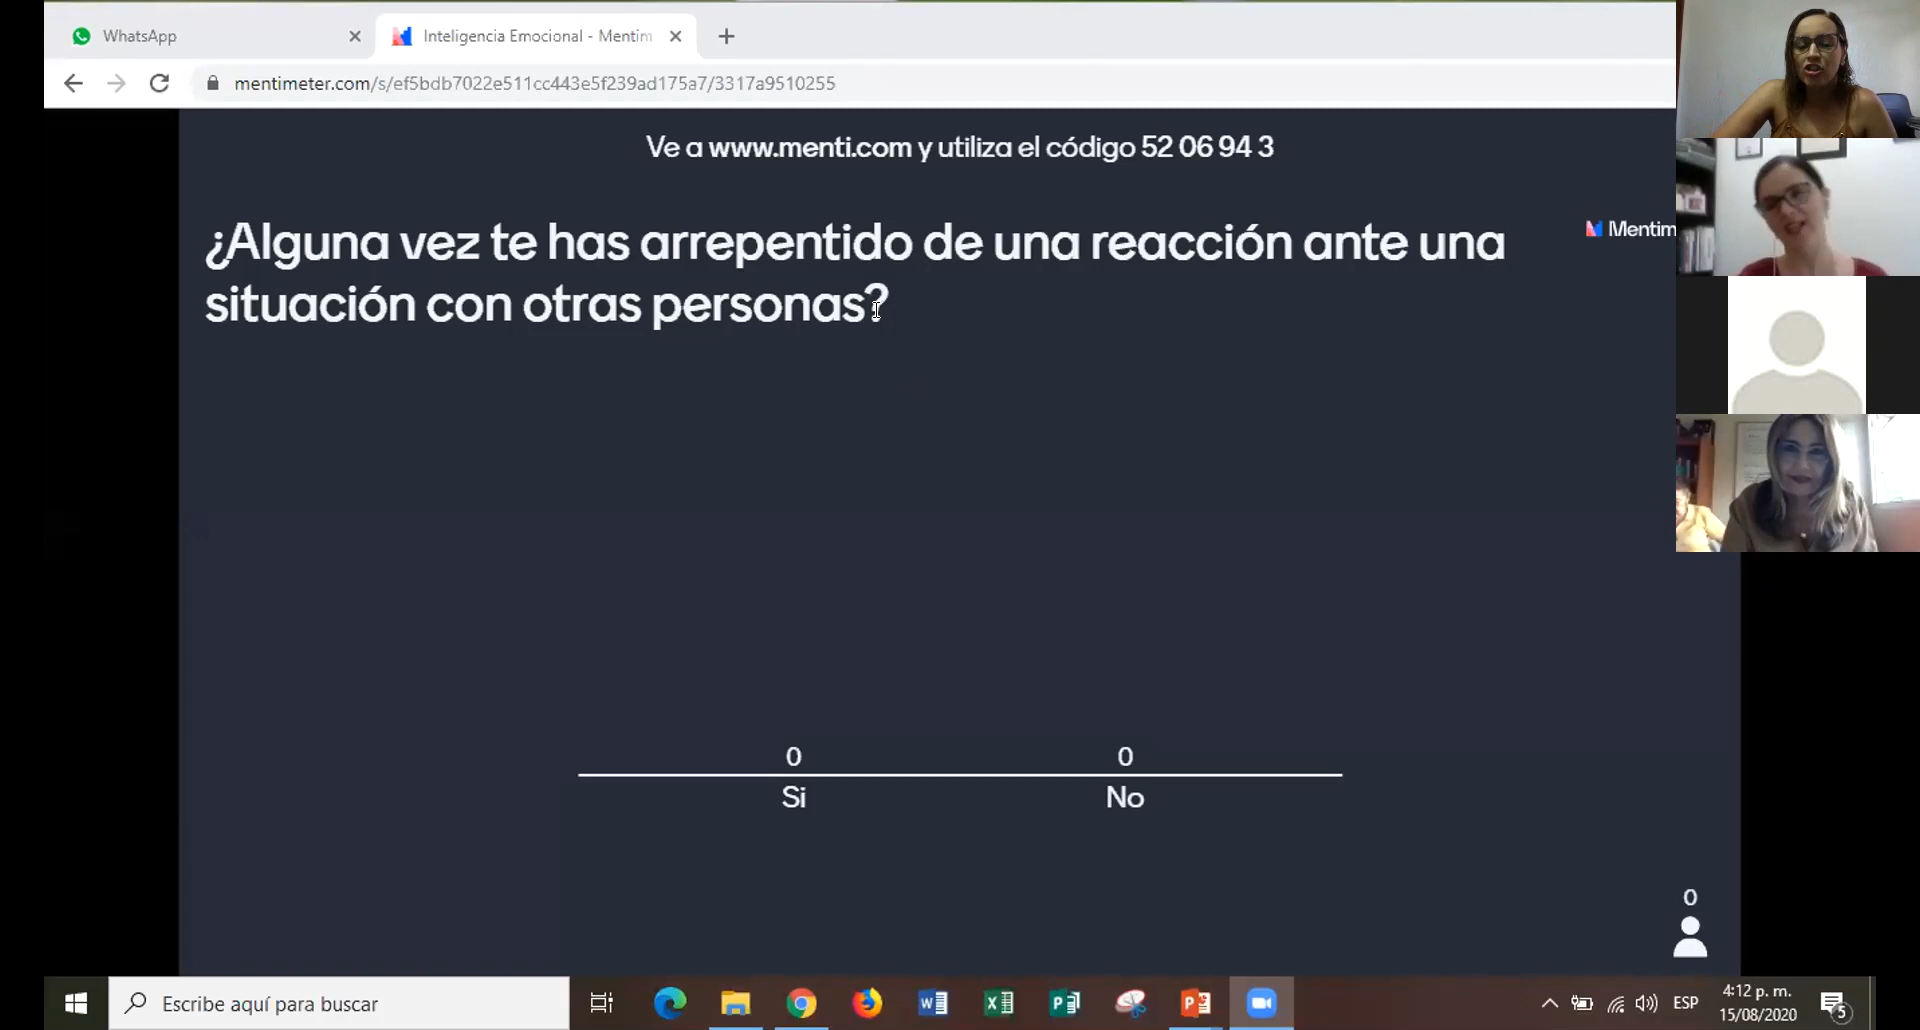 WhatsApp
Inteligencia Emocional - Mentim
mentimeter.com/s/ef5bdb7022e511cc443e5f239ad175a7/3317a9510255
Ve a www.menti.com y utiliza el código 52 06 94 3
¿Alguna vez te has arrepentido de una reacción ante una
situación con otras personas?
Mentim
0 0
Si No
0
Escribe aquí para buscar
ESP
4:12 p. m.
15/08/2020
5